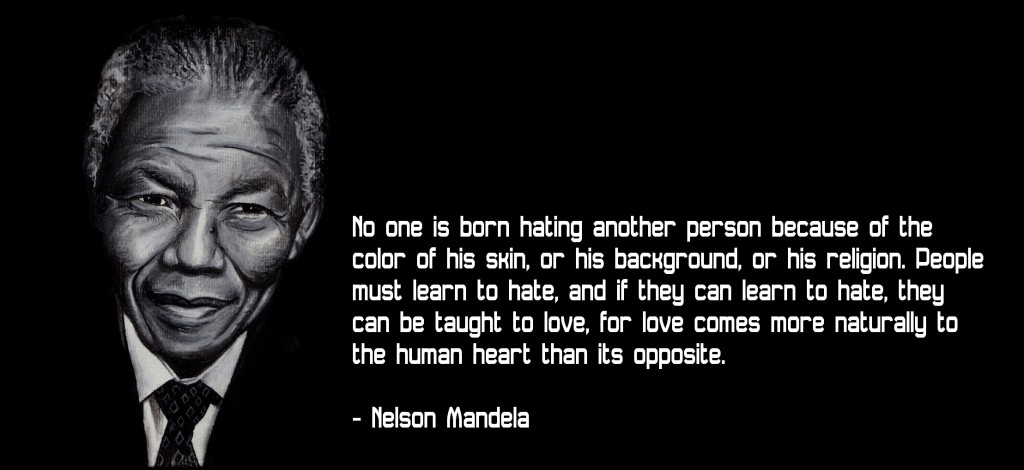 No one is born hating another person because of the
color of his skin, or his background, or his religion. People
must learn to hate, and if they can learn to hate, they
can be taught to love, for love comes more naturally to
the human heart than its opposite.
- Nelson Mandela